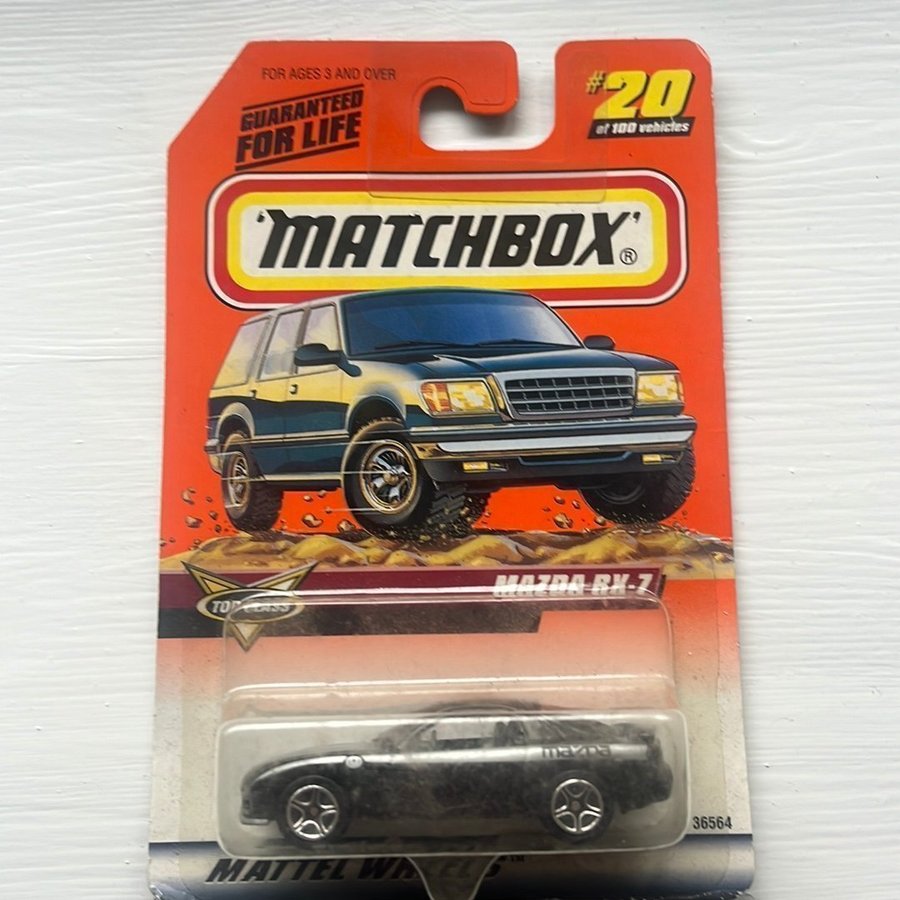 FOR AGES 3 AND OVER
GUARANTEED
FOR LIFE
#20
of 100 vehicles
MATCHBOX®
MAZDA RX-7
TOP CLASS
mazda
36564
MATTEL WHEELS™